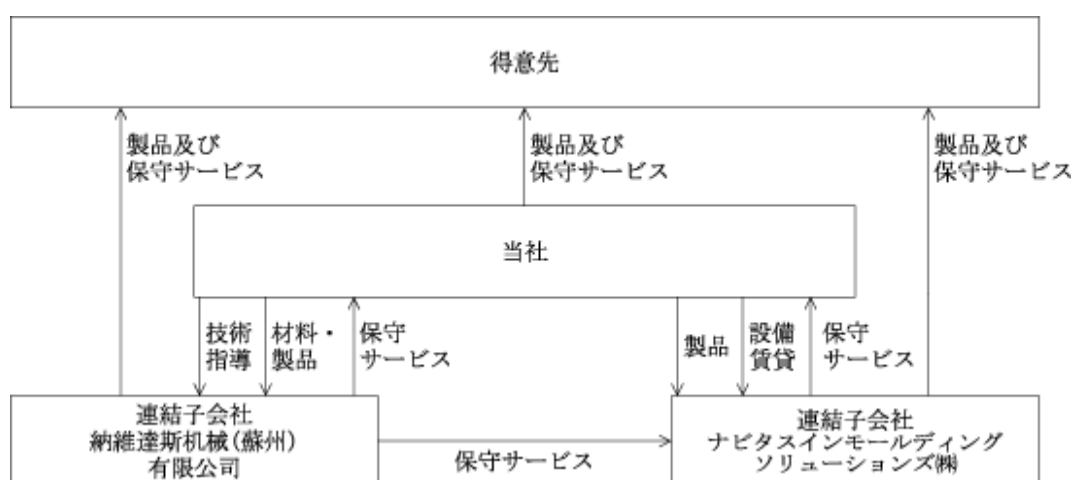 得意先
製品及び
保守サービス
製品及び
保守サービス
製品及び
保守サービス
当社
技術
指導
材料・
製品
保守
サービス
製品
設備
賃貸
保守
サービス
連結子会社
納維達斯机械(蘇州)
有限公司
保守サービス
連結子会社
ナビタスインモールディング
ソリューションズ㈱